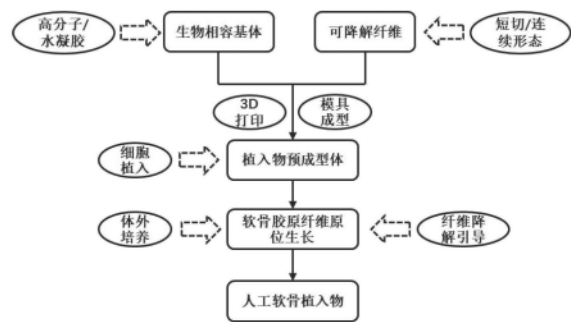 高分子/
水凝胶
生物相容基体
可降解纤维
短切/连
续形态
3D
打印
模具
成型
细胞
植入
植入物预成型体
体外
培养
软骨胶原纤维原
位生长
纤维降
解引导
人工软骨植入物